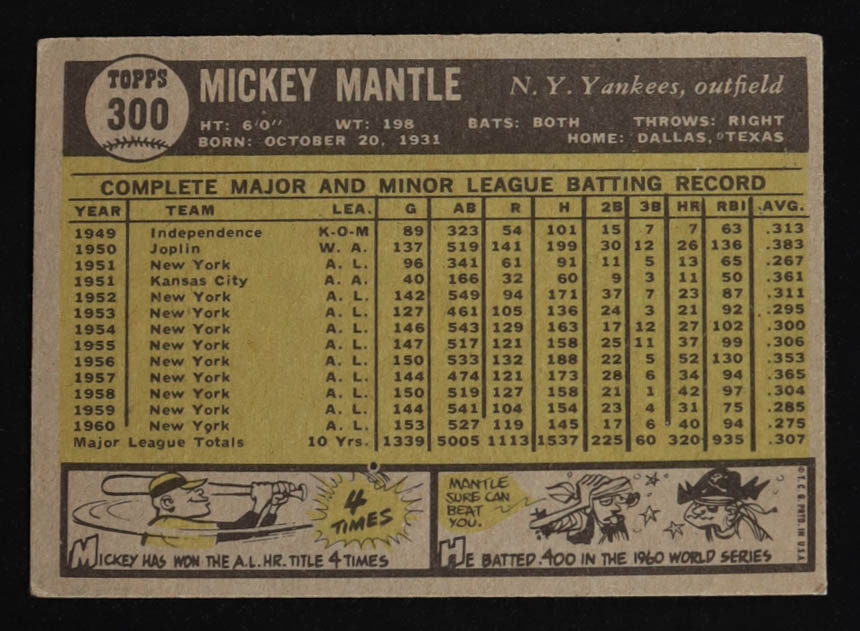 TOPPS
300
MICKEY MANTLE N. Y. Yankees, outfield
HT: 6'0" WT: 198 BATS: BOTH THROWS: RIGHT
BORN: OCTOBER 20, 1931 HOME: DALLAS, TEXAS
COMPLETE MAJOR AND MINOR LEAGUE BATTING RECORD
YEAR TEAM LEA. G AB R H 2B 3B HR RBI AVG.
1949 Independence K-O-M 89 323 54 101 15 7 7 63 .313
1950 Joplin W. A. 137 519 141 199 30 12 26 136 .383
1951 New York A. L. 96 341 61 91 11 5 13 65 .267
1951 Kansas City A. A. 40 166 32 60 9 3 11 50 .361
1952 New York A. L. 142 549 94 171 37 7 23 87 .311
1953 New York A. L. 127 461 105 136 24 3 21 92 .295
1954 New York A. L. 146 543 129 163 17 12 27 102 .300
1955 New York A. L. 147 517 121 158 25 11 37 99 .306
1956 New York A. L. 150 533 132 188 22 5 52 130 .353
1957 New York A. L. 144 474 121 173 28 6 34 94 .365
1958 New York A. L. 150 519 127 158 21 1 42 97 .304
1959 New York A. L. 144 541 104 154 23 4 31 75 .285
1960 New York A. L. 153 527 119 145 17 6 40 94 .275
Major League Totals 10 Yrs. 1339 5005 1113 1537 225 60 320 935 .307
4
TIMES
MICKEY HAS WON THE A.L. HR. TITLE 4 TIMES
MANTLE
SURE CAN
BEAT
YOU.
HE BATTED .400 IN THE 1960 WORLD SERIES
© T. C. G. PRTD. IN U.S.A.